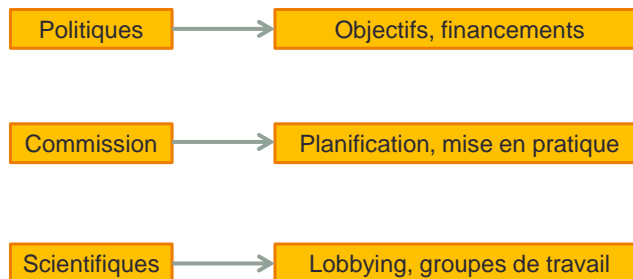 Politiques
Objectifs, financements
Commission
Planification, mise en pratique
Scientifiques
Lobbying, groupes de travail